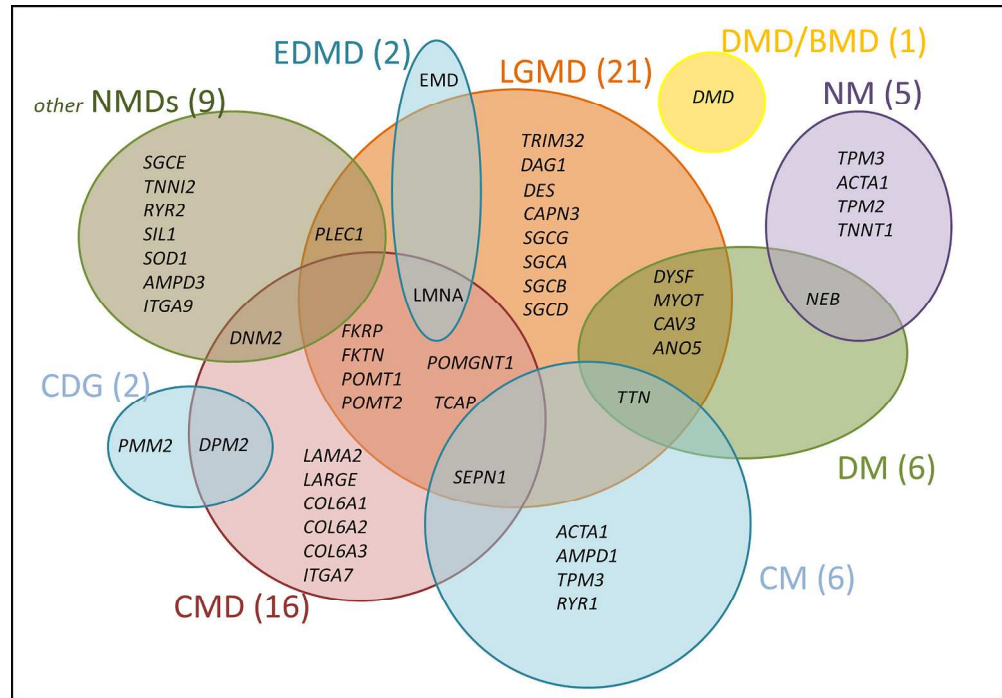 DMD/BMD (1)
EDMD (2)
LGMD (21)
NM (5)
other NMDs (9)
EMD
DMD
SGCE
TNNI2
RYR2
SIL1
SOD1
AMPD3
ITGA9
PLEC1
TRIM32
DAG1
DES
CAPN3
SGCG
SGCA
SGCB
SGCD
TPM3
ACTA1
TPM2
TNNT1
DYSF
MYOT
CAV3
ANO5
NEB
LMNA
DNM2
FKRP
FKTN
POMT1
POMT2
POMGNT1
TCAP
TTN
CDG (2)
PMM2
DPM2
DM (6)
LAMA2
LARGE
COL6A1
COL6A2
COL6A3
ITGA7
SEPN1
ACTA1
AMPD1
TPM3
RYR1
CM (6)
CMD (16)